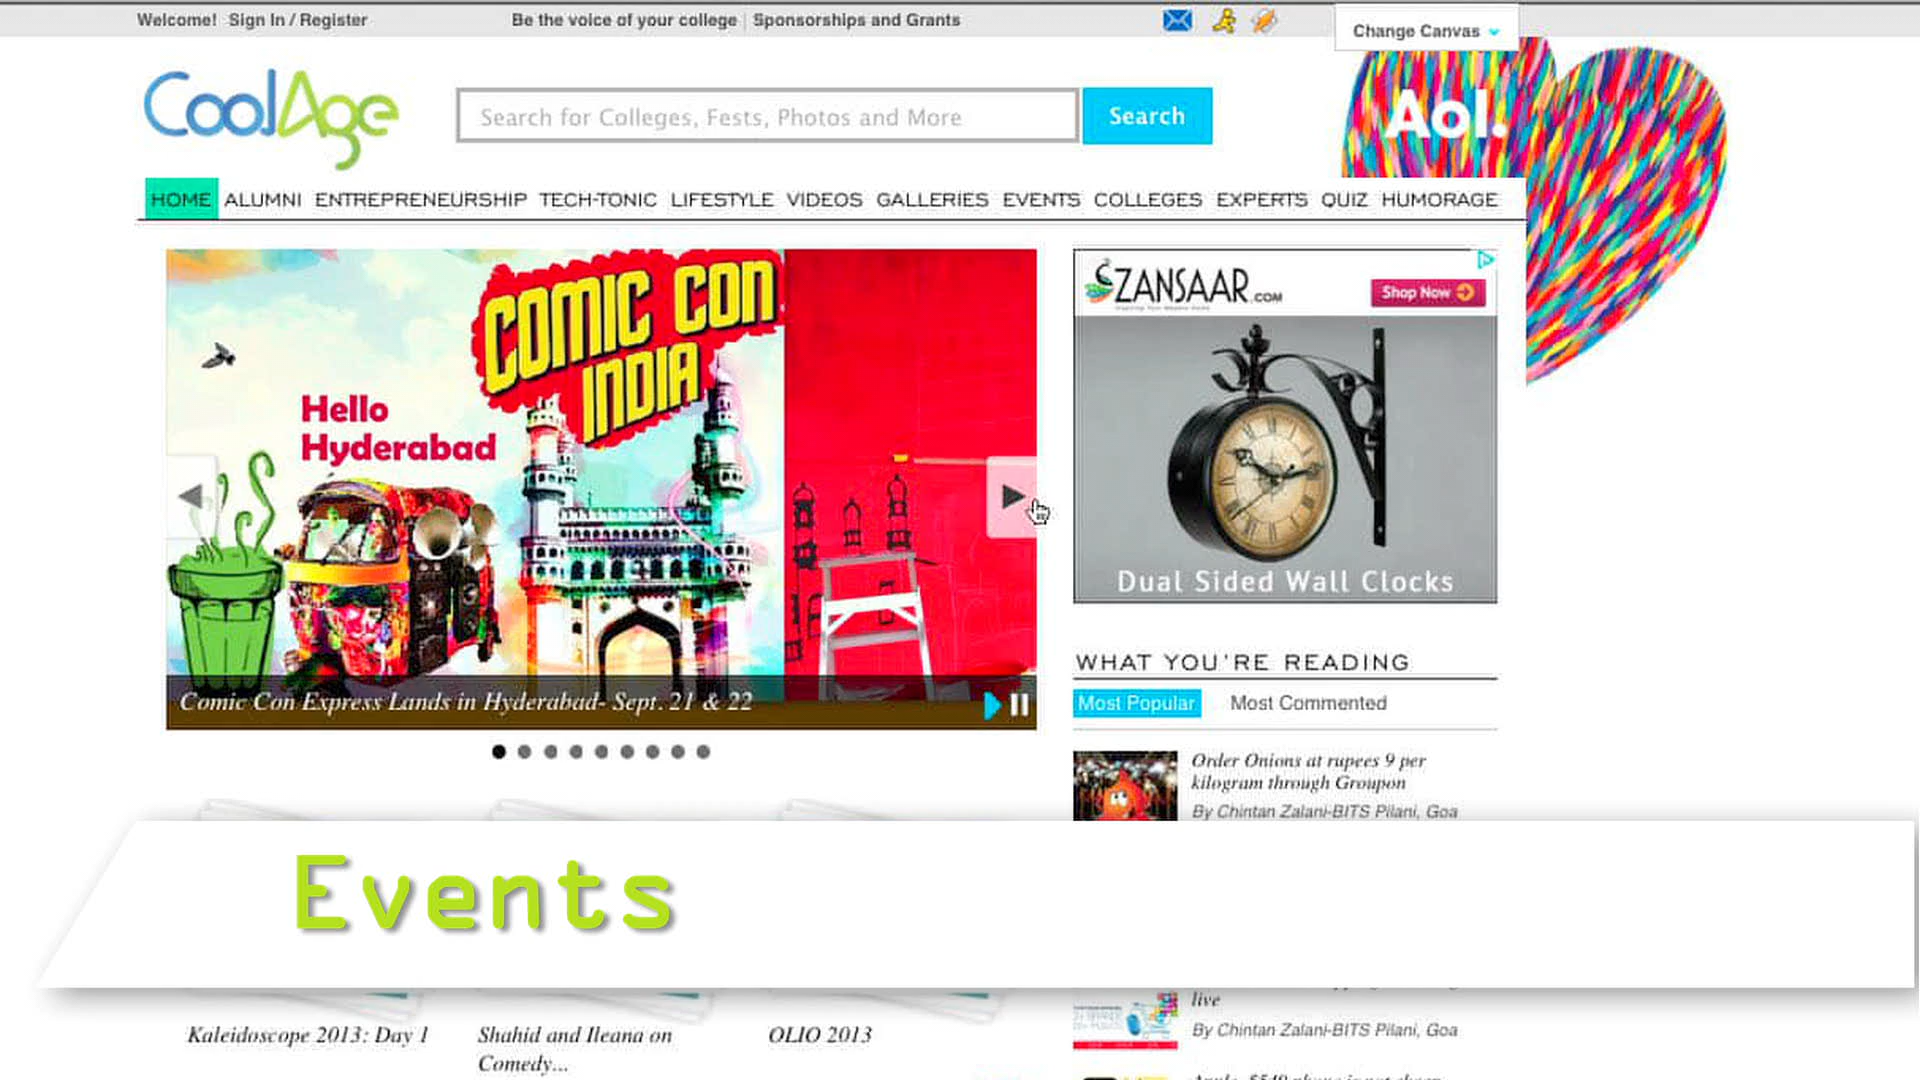 Welcome! Sign In / Register
Be the voice of your college | Sponsorships and Grants
Change Canvas
CoolAge
Search for Colleges, Fests, Photos and More
Search
Aol.
HOME ALUMNI ENTREPRENEURSHIP TECH-TONIC LIFESTYLE VIDEOS GALLERIES EVENTS COLLEGES EXPERTS QUIZ HUMORAGE
COMIC CON
INDIA
Hello
Hyderabad
Comic Con Express Lands in Hyderabad- Sept. 21 & 22
ZANSAAR.COM
Shop Now
Dual Sided Wall Clocks
WHAT YOU'RE READING
Most Popular Most Commented
Order Onions at rupees 9 per
kilogram through Groupon
By Chintan Zalani-BITS Pilani, Goa
Events
live
By Chintan Zalani-BITS Pilani, Goa
Kaleidoscope 2013: Day 1
Shahid and Ileana on
Comedy...
OLIO 2013